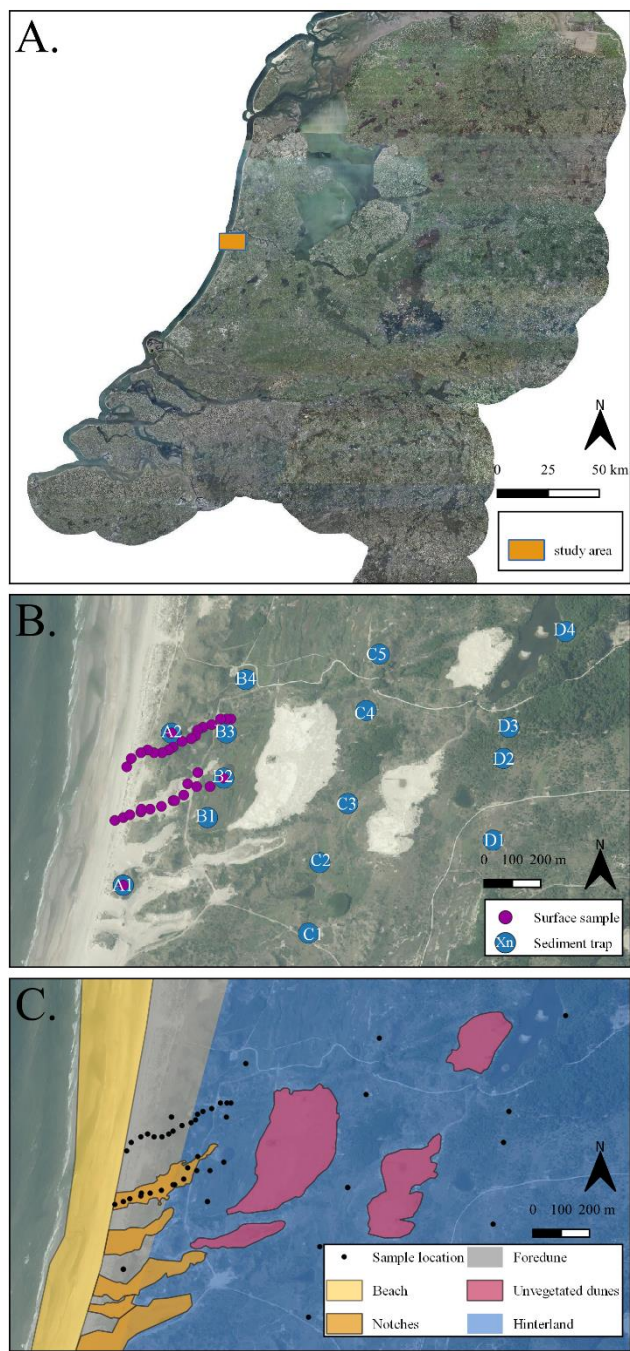 A.
N
0 25 50 km
study area
B.
D4
C5
B4
C4
A2
B3
D3
D2
B2
C3
B1
D1
C2
A1
N
0 100 200 m
C1
Surface sample
Xn Sediment trap
C.
N
0 100 200 m
Sample location Foredune
Beach Unvegetated dunes
Notches Hinterland